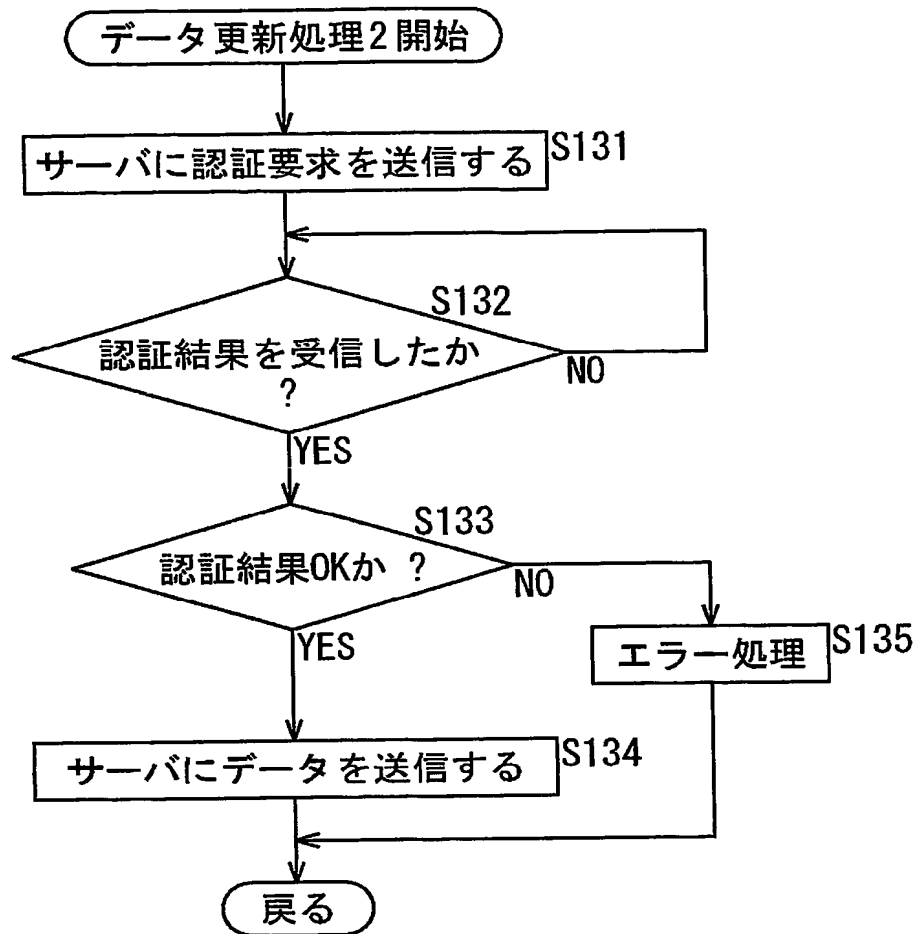 データ更新処理2開始
サーバに認証要求を送信する
S131
S132
認証結果を受信したか
?
NO
YES
S133
認証結果OKか ?
NO
YES
エラー処理
S135
サーバにデータを送信する
S134
戻る